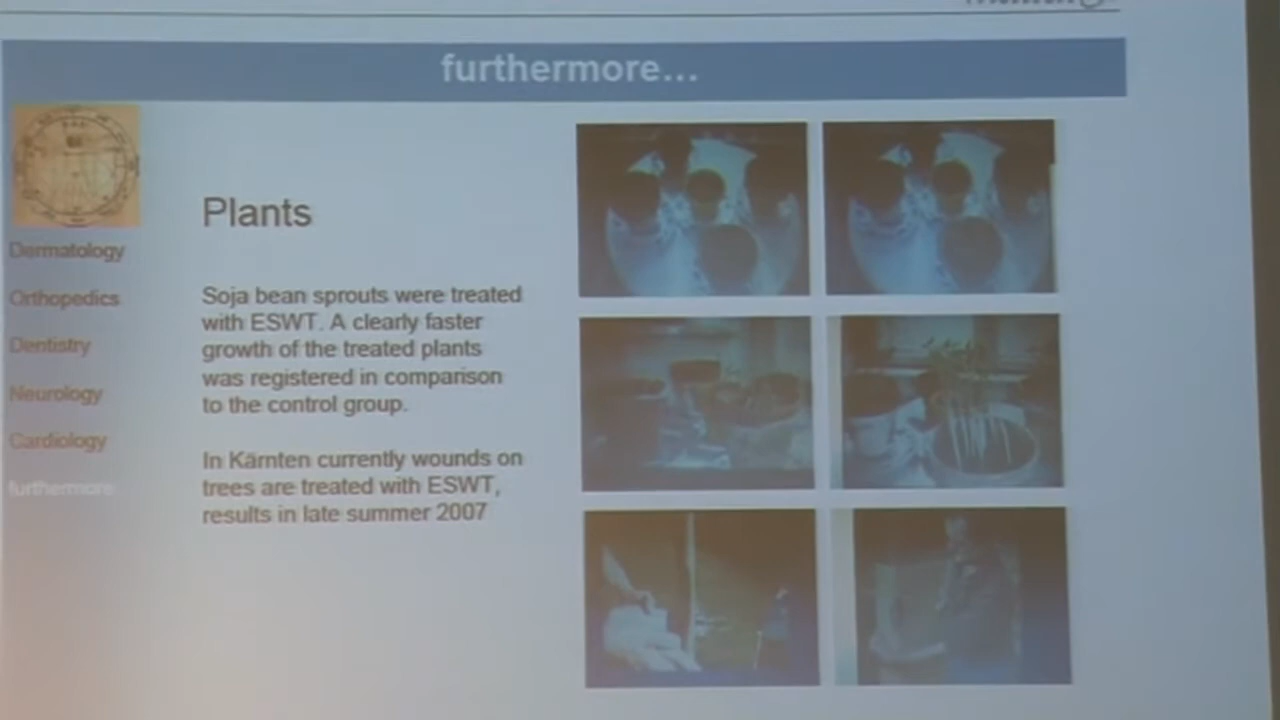 furthermore...
Dermatology
Orthopedics
Dentistry
Neurology
Cardiology
furthermore
Plants
Soja bean sprouts were treated
with ESWT. A clearly faster
growth of the treated plants
was registered in comparison
to the control group.
In Kärnten currently wounds on
trees are treated with ESWT,
results in late summer 2007